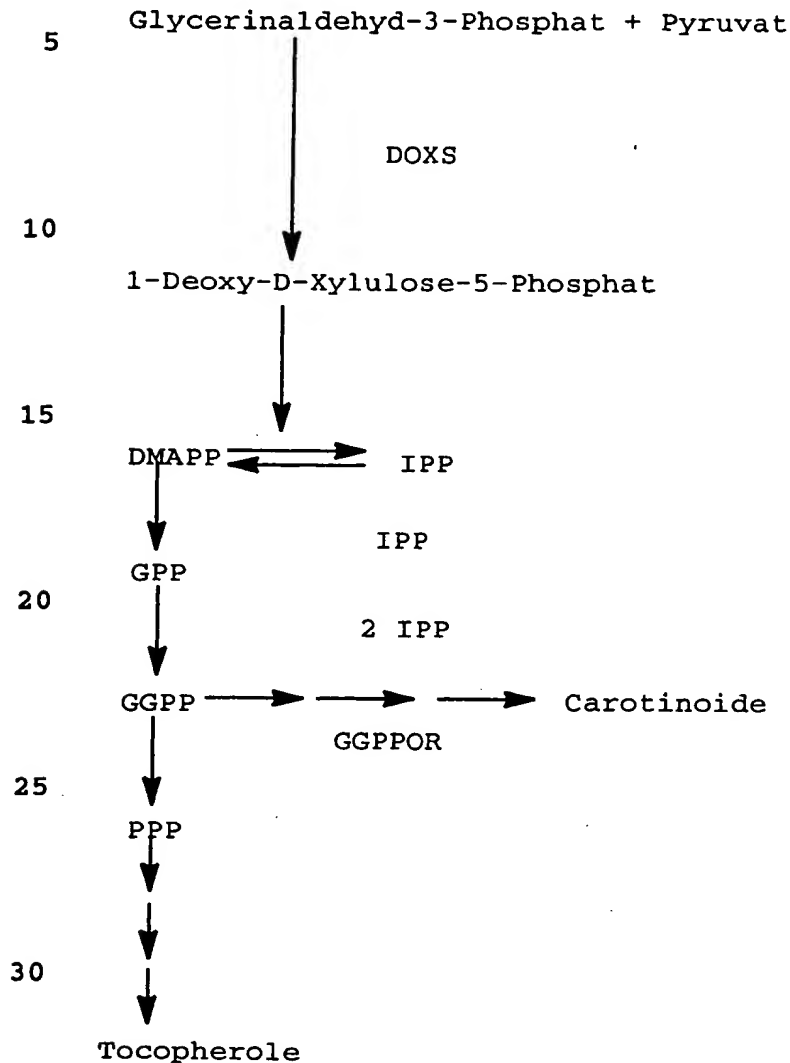 Glycerinaldehyd-3-Phosphat + Pyruvat
5
DOXS
10
1-Deoxy-D-Xylulose-5-Phosphat
15
DMAPP IPP
IPP
GPP
20
2 IPP
GGPP Carotinoide
GGPPOR
25
PPP
30
Tocopherole